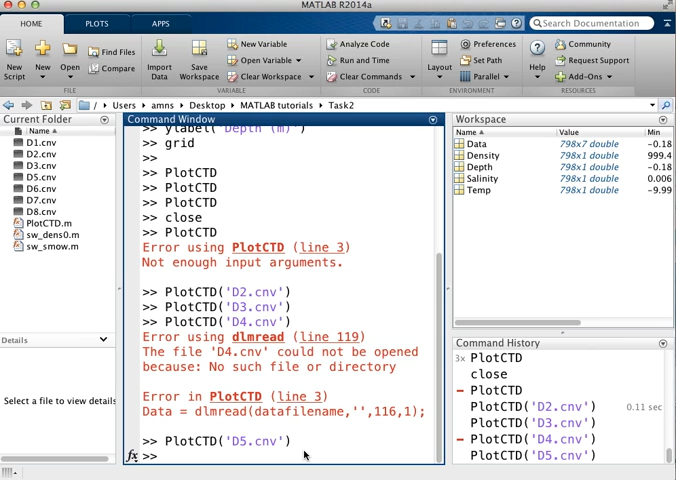 MATLAB R2014a
HOME PLOTS APPS
Search Documentation
New Script
New
Open
Find Files
Compare
Import Data
Save Workspace
New Variable
Open Variable
Clear Workspace
Analyze Code
Run and Time
Clear Commands
Layout
Preferences
Set Path
Parallel
Help
Community
Request Support
Add-Ons
FILE VARIABLE CODE ENVIRONMENT RESOURCES
/ Users Desktop MATLAB tutorials Task2
amns
Current Folder
Name
D1.cnv
D2.cnv
D3.cnv
D5.cnv
D6.cnv
D7.cnv
D8.cnv
PlotCTD.m
sw_dens0.m
sw_smow.m
Details
Select a file to view details
Command Window
>> ylabel('Depth (m)')
>> grid
>>
>> PlotCTD
>> PlotCTD
>> PlotCTD
>> close
>> PlotCTD
Error using PlotCTD (line 3)
Not enough input arguments.
>> PlotCTD('D2.cnv')
>> PlotCTD('D3.cnv')
>> PlotCTD('D4.cnv')
Error using dlmread (line 119)
The file 'D4.cnv' could not be opened
because: No such file or directory
Error in PlotCTD (line 3)
Data = dlmread(datafilename,'',116,1);
>> PlotCTD('D5.cnv')
fx >>
Workspace
Name Value Min
Data 798x7 double -0.18
Density 798x1 double 999.4
Depth 798x1 double -0.18
Salinity 798x1 double 0.006
Temp 798x1 double -9.99
Command History
3x PlotCTD
close
PlotCTD
PlotCTD('D2.cnv') 0.11 sec
PlotCTD('D3.cnv')
PlotCTD('D4.cnv')
PlotCTD('D5.cnv')